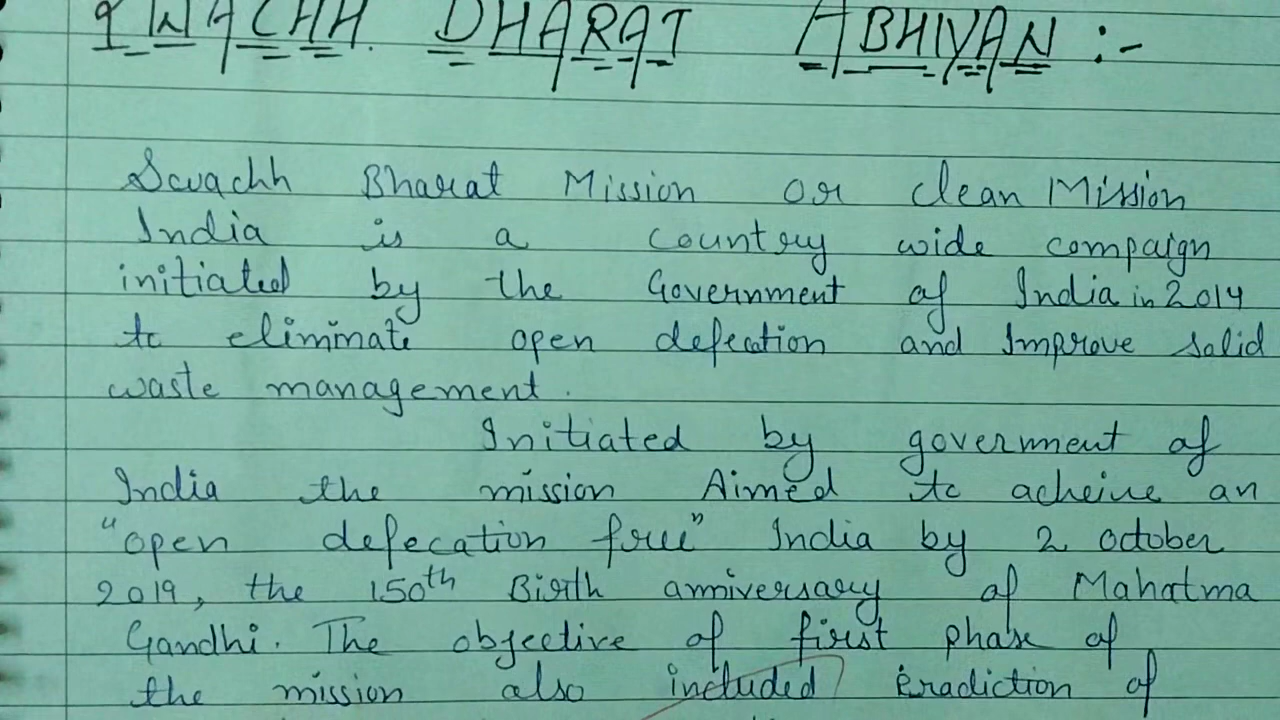 SWACHH BHARAT ABHIYAN :-
Swachh Bharat Mission or clean Mission
India is a country wide compaign
initiated by the Government of India in 2014
to eliminate open defection and Improve solid
waste management.
Initiated by goverment of
India the mission Aimed to acheive an
"open defecation free" India by 2 october
2019, the 150th Birth anniversary of Mahatma
Gandhi. The objective of first phase of
the mission also included eradiction of